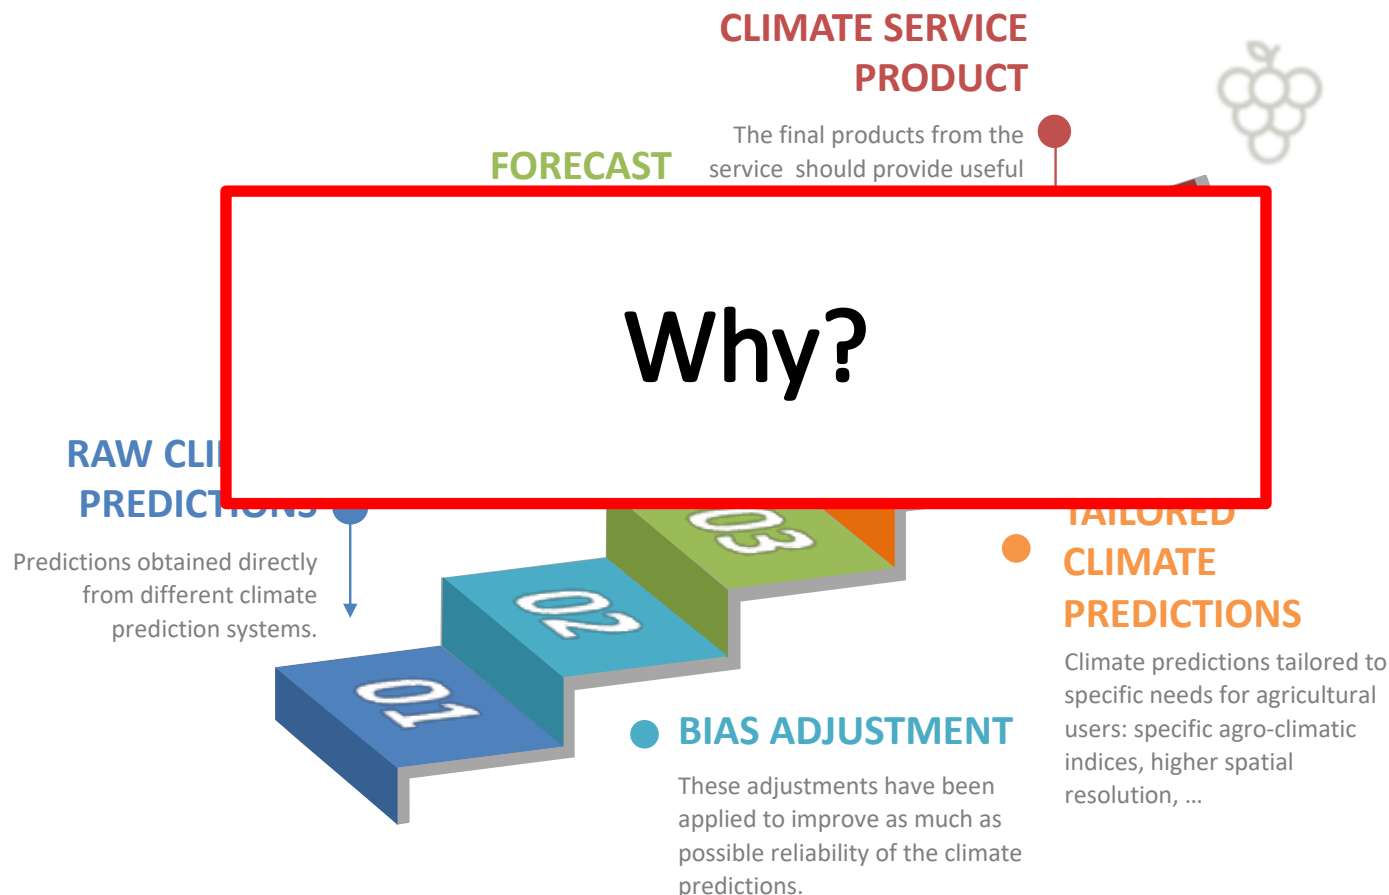 CLIMATE SERVICE
PRODUCT
The final products from the
service should provide useful
FORECAST
Why?
RAW
PREDICTIONS
Predictions obtained directly
from different climate
prediction systems.
03
02
01
TAILORED
CLIMATE
PREDICTIONS
Climate predictions tailored to
specific needs for agricultural
users: specific agro-climatic
indices, higher spatial
resolution, ...
BIAS ADJUSTMENT
These adjustments have been
applied to improve as much as
possible reliability of the climate
predictions.